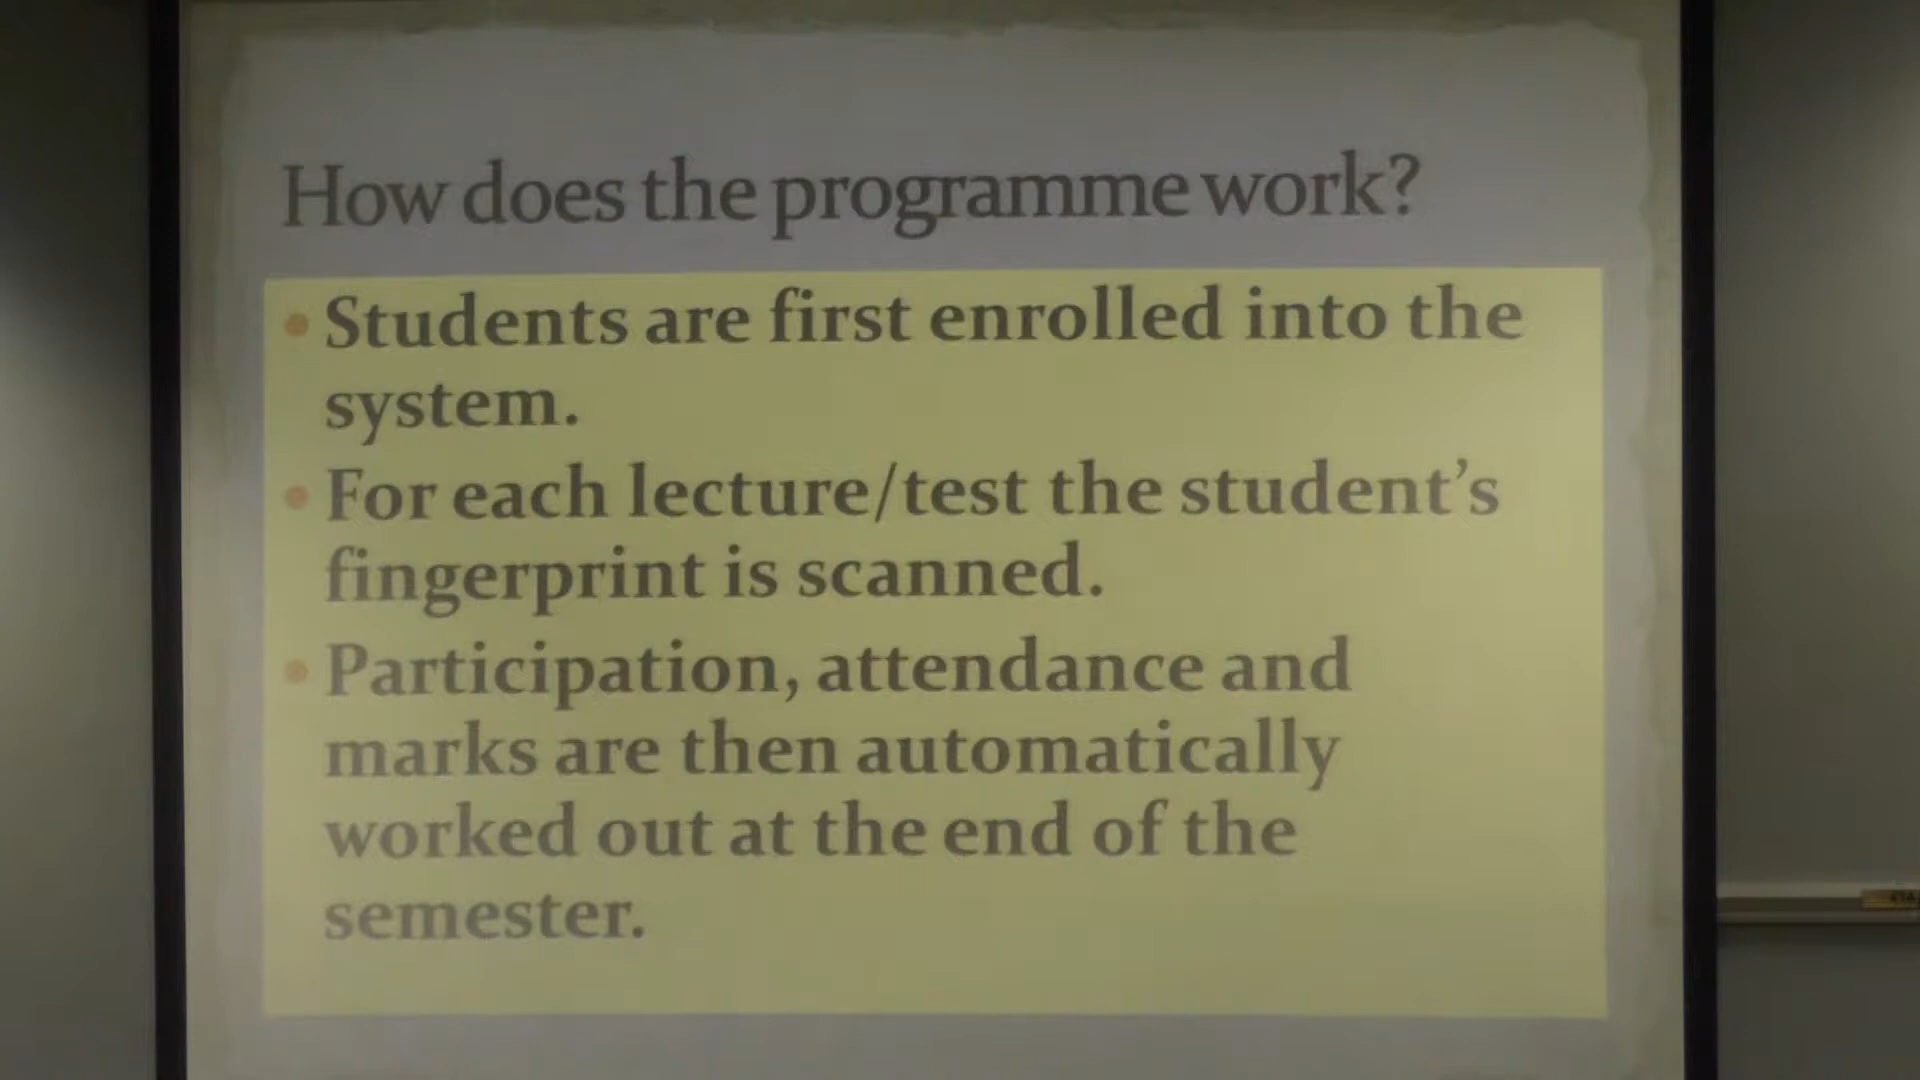 How does the programme work?
• Students are first enrolled into the
system.
• For each lecture/test the student's
fingerprint is scanned.
• Participation, attendance and
marks are then automatically
worked out at the end of the
semester.